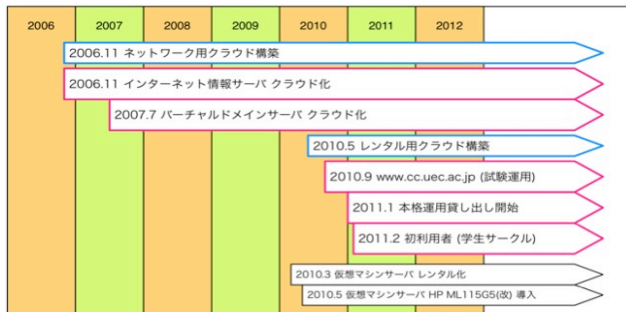 2006 2007 2008 2009 2010 2011 2012
2006.11 ネットワーク用クラウド構築
2006.11 インターネット情報サーバ クラウド化
2007.7 バーチャルドメインサーバ クラウド化
2010.5 レンタル用クラウド構築
2010.9 www.cc.uec.ac.jp (試験運用)
2011.1 本格運用貸し出し開始
2011.2 初利用者 (学生サークル)
2010.3 仮想マシンサーバ レンタル化
2010.5 仮想マシンサーバ HP ML115G5(改) 導入